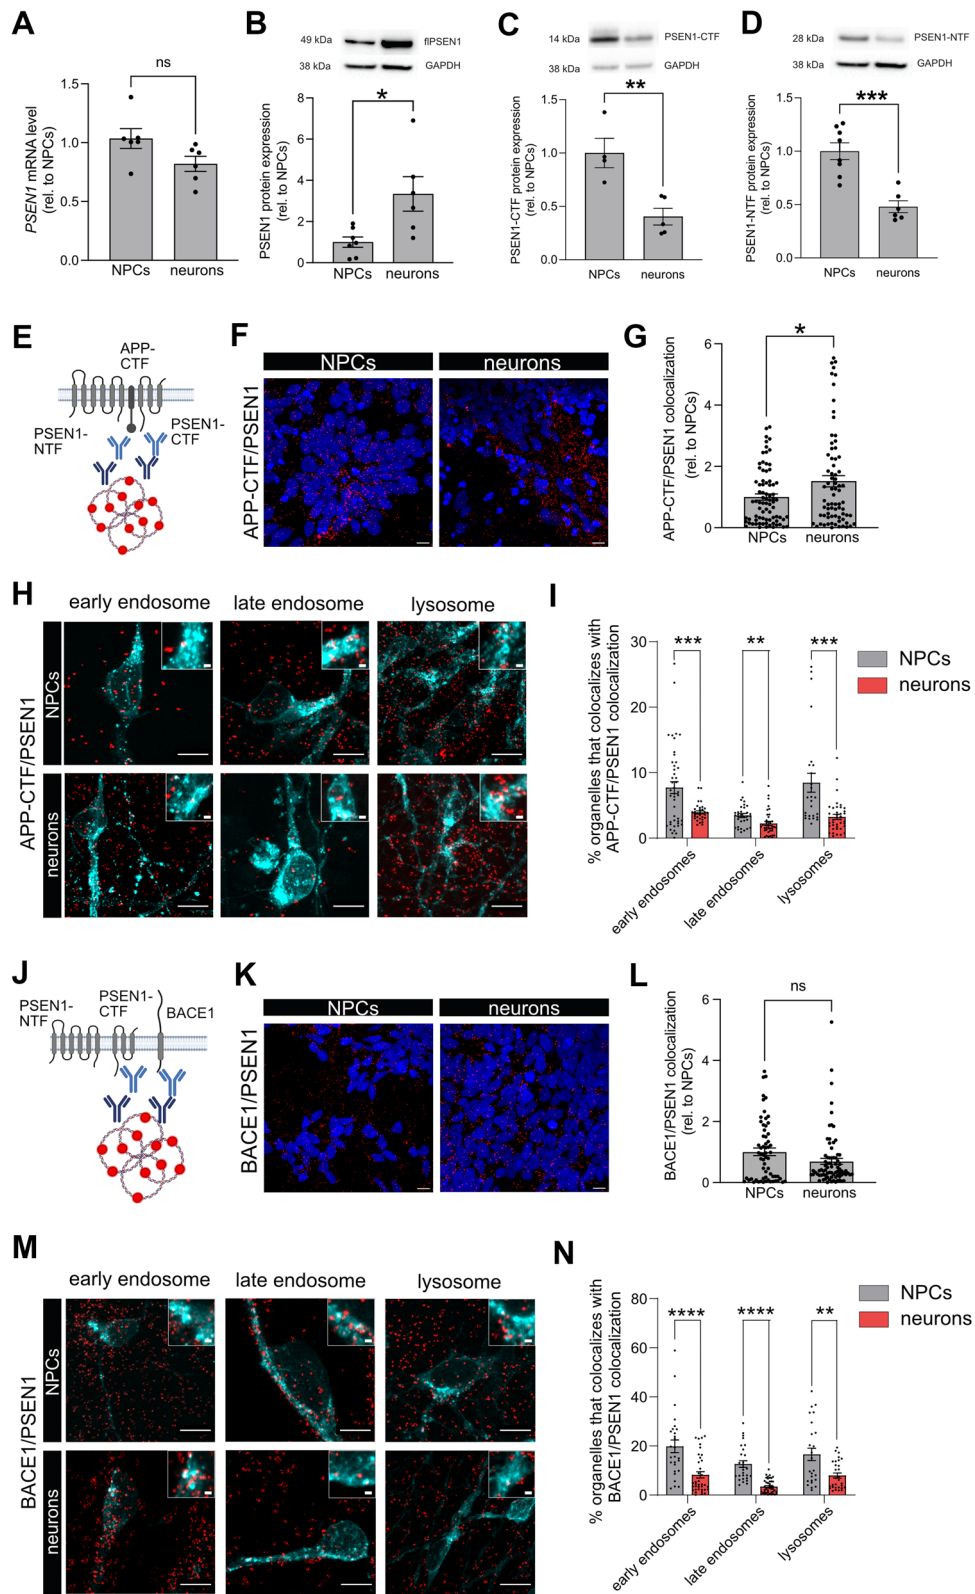 A
ns
PSEN1 mRNA level
(rel. to NPCs)
1.5
1.0
0.5
0.0
NPCs
neurons
B
49 kDa
flPSEN1
38 kDa
GAPDH
*
PSEN1 protein expression
(rel. to NPCs)
8
6
4
2
0
NPCs
neurons
C
14 kDa
PSEN1-CTF
38 kDa
GAPDH
**
PSEN1-CTF protein expression
(rel. to NPCs)
1.5
1.0
0.5
0.0
NPCs
neurons
D
28 kDa
PSEN1-NTF
38 kDa
GAPDH
***
PSEN1-NTF protein expression
(rel. to NPCs)
1.5
1.0
0.5
0.0
NPCs
neurons
E
APP-
CTF
PSEN1-
NTF
PSEN1-
CTF
F
NPCs
neurons
APP-CTF/PSEN1
G
*
APP-CTF/PSEN1 colocalization
(rel. to NPCs)
6
4
2
0
NPCs
neurons
H
early endosome
late endosome
lysosome
APP-CTF/PSEN1
NPCs
neurons
I
% organelles that colocalizes with
APP-CTF/PSEN1 colocalization
30
20
10
0
***
**
***
NPCs
neurons
early endosomes
late endosomes
lysosomes
J
PSEN1-
NTF
PSEN1-
CTF
BACE1
K
NPCs
neurons
BACE1/PSEN1
L
ns
BACE1/PSEN1 colocalization
(rel. to NPCs)
6
4
2
0
NPCs
neurons
M
early endosome
late endosome
lysosome
BACE1/PSEN1
NPCs
neurons
N
% organelles that colocalizes with
BACE1/PSEN1 colocalization
80
60
40
20
0
****
****
**
NPCs
neurons
early endosomes
late endosomes
lysosomes